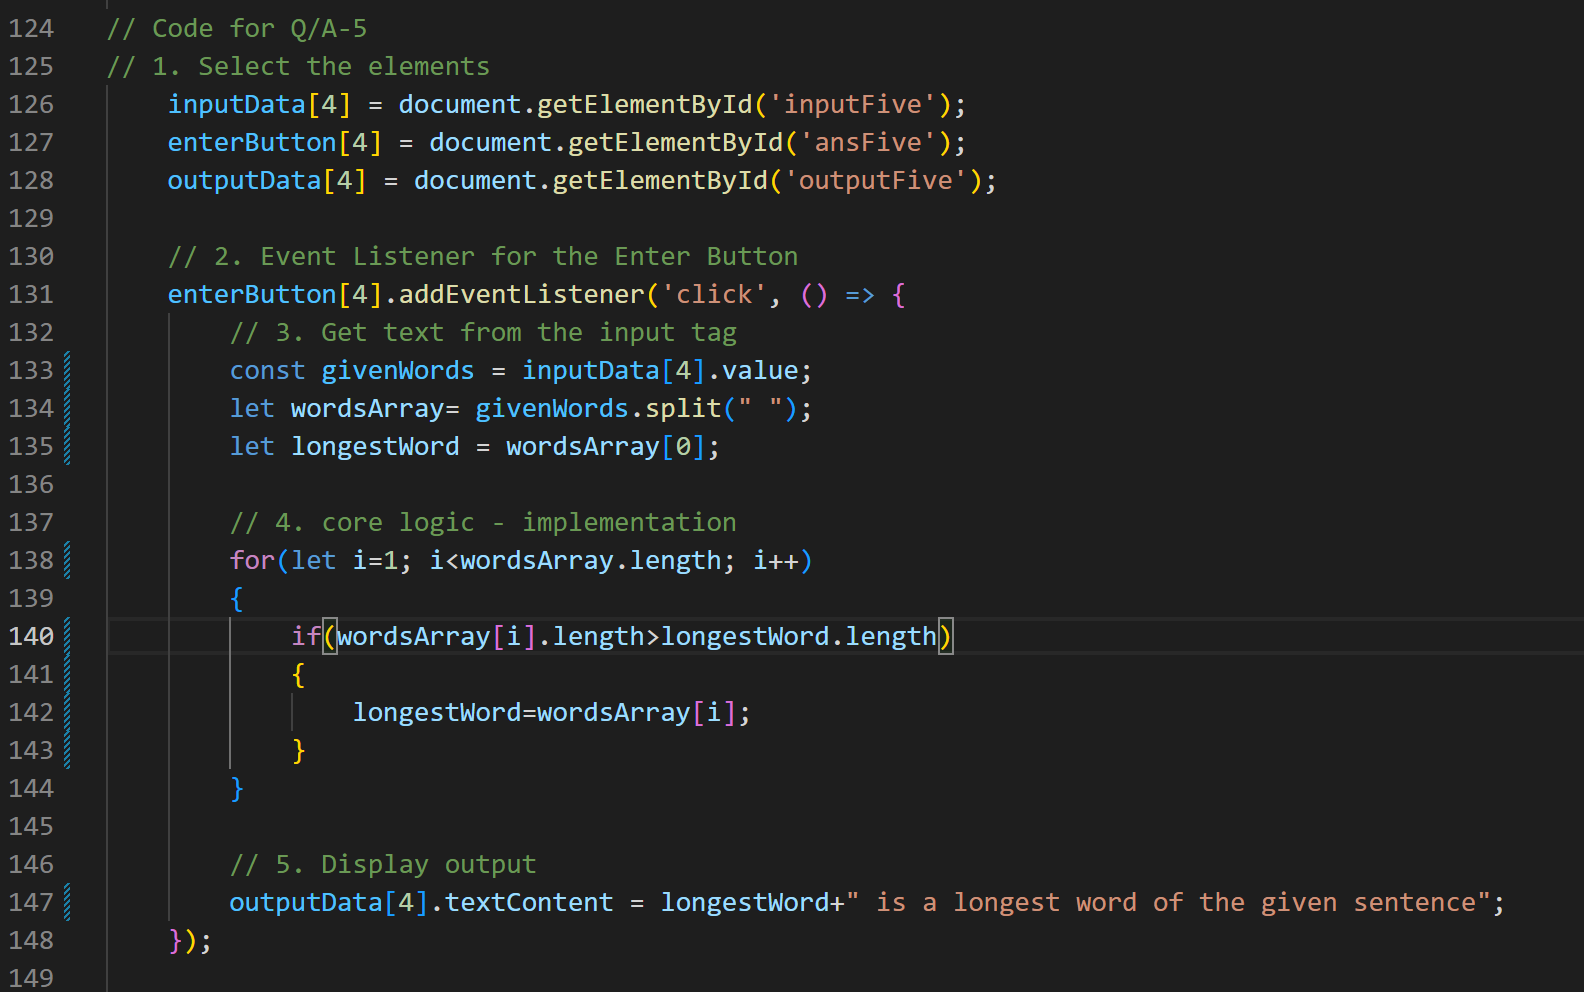 124 // Code for Q/A-5
125 // 1. Select the elements
126 inputData[4] = document.getElementById('inputFive');
127 enterButton[4] = document.getElementById('ansFive');
128 outputData[4] = document.getElementById('outputFive');
129
130 // 2. Event Listener for the Enter Button
131 enterButton[4].addEventListener('click', () => {
132 // 3. Get text from the input tag
133 const givenWords = inputData[4].value;
134 let wordsArray= givenWords.split(" ");
135 let longestWord = wordsArray[0];
136
137 // 4. core logic - implementation
138 for(let i=1; i<wordsArray.length; i++)
139 {
140 if(wordsArray[i].length>longestWord.length)
141 {
142 longestWord=wordsArray[i];
143 }
144 }
145
146 // 5. Display output
147 outputData[4].textContent = longestWord+" is a longest word of the given sentence";
148 });
149